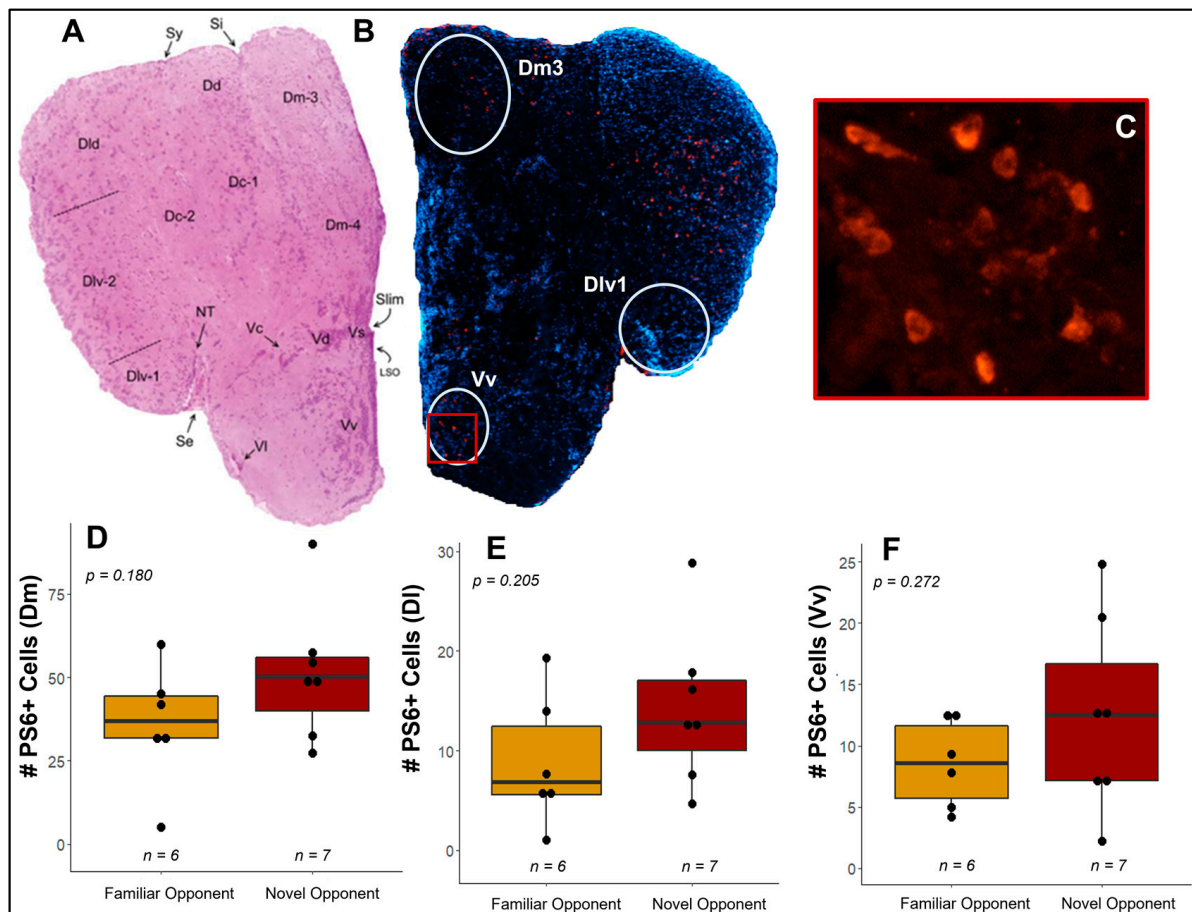 A
Sy
Si
B
Dd
Dm-3
Dm3
C
Dld
Dc-1
Dc-2
Dm-4
Dlv-2
Dlv1
NT
Slim
Vc
Vd
Vs
LSO
Dlv-1
Vv
Se
Vv
Vl
D
# PS6+ Cells (Dm)
p = 0.180
75
50
25
0
n = 6
n = 7
Familiar Opponent
Novel Opponent
E
# PS6+ Cells (Dl)
p = 0.205
30
20
10
0
n = 6
n = 7
Familiar Opponent
Novel Opponent
F
# PS6+ Cells (Vv)
p = 0.272
25
20
15
10
5
0
n = 6
n = 7
Familiar Opponent
Novel Opponent